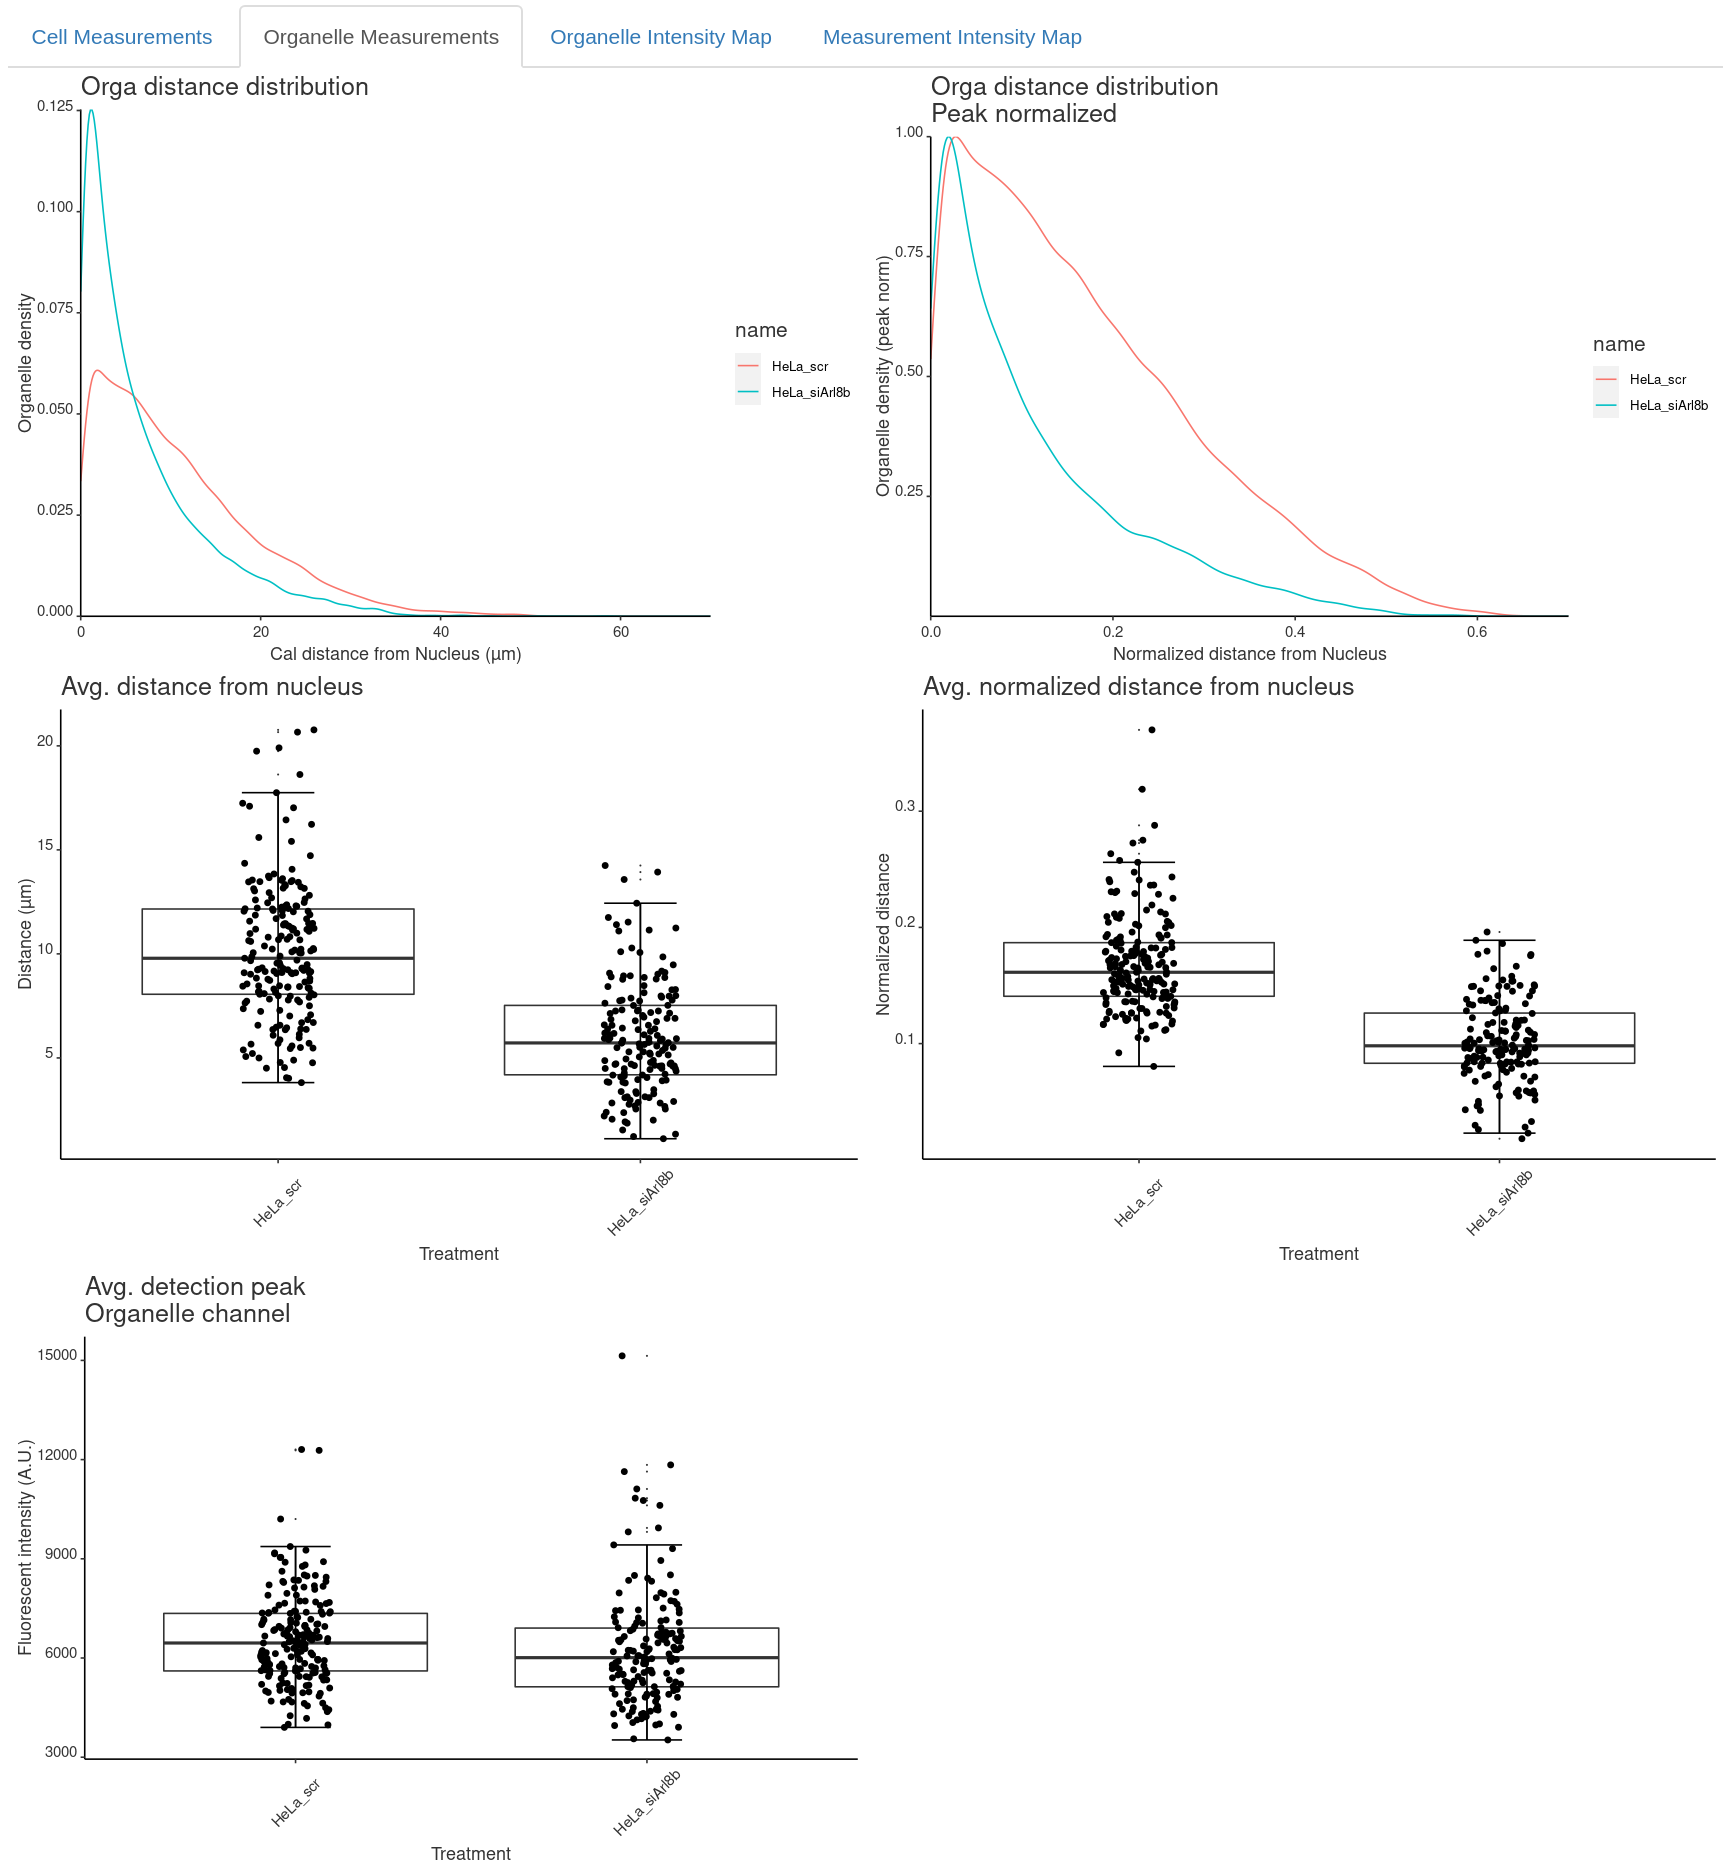 Cell Measurements
Organelle Measurements
Organelle Intensity Map
Measurement Intensity Map
Orga distance distribution
0.125
0.100
0.075
0.050
0.025
0.000
Organelle density
0
20
40
60
Cal distance from Nucleus (µm)
name
HeLa_scr
HeLa_siArl8b
Orga distance distribution
Peak normalized
1.00
0.75
0.50
0.25
Organelle density (peak norm)
0.0
0.2
0.4
0.6
Normalized distance from Nucleus
name
HeLa_scr
HeLa_siArl8b
Avg. distance from nucleus
20
15
10
5
Distance (µm)
HeLa_scr
HeLa_siArl8b
Treatment
Avg. normalized distance from nucleus
0.3
0.2
0.1
Normalized distance
HeLa_scr
HeLa_siArl8b
Treatment
Avg. detection peak
Organelle channel
15000
12000
9000
6000
3000
Fluorescent intensity (A.U.)
HeLa_scr
HeLa_siArl8b
Treatment